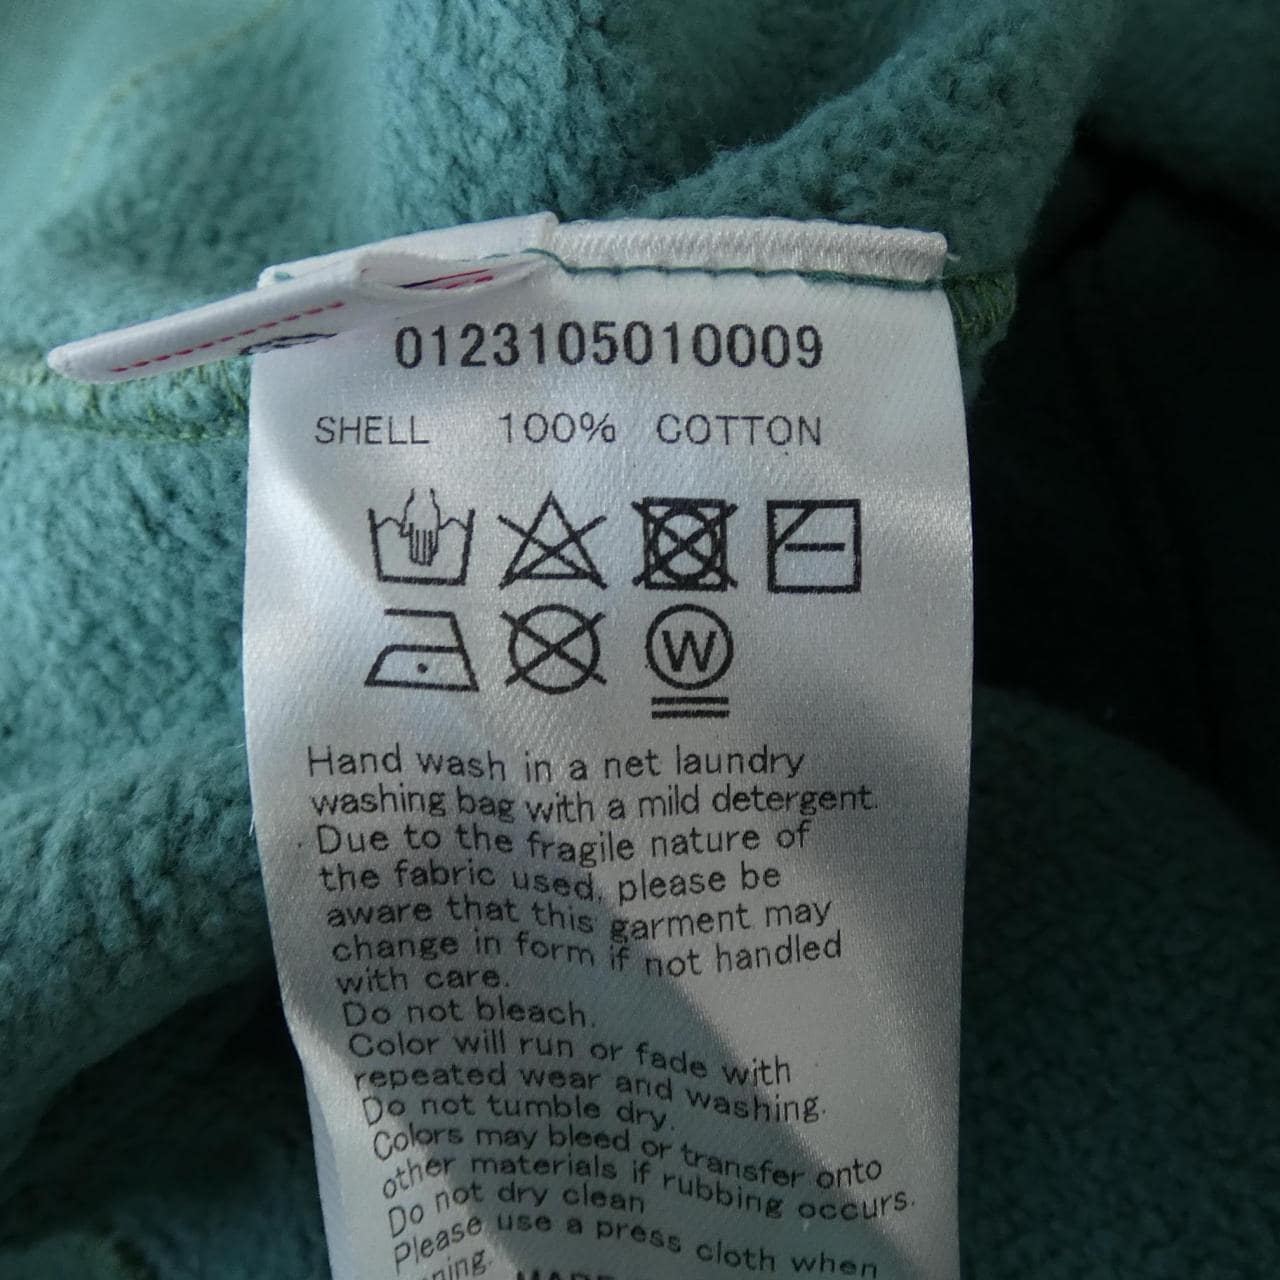 0123105010009
SHELL 100% COTTON
W
Hand wash in a net laundry
washing bag with a mild detergent.
Due to the fragile nature of
the fabric used, please be
aware that this garment may
change in form if not handled
with care.
Do not bleach.
Color will run or fade with
repeated wear and washing.
Do not tumble dry.
Colors may bleed or transfer onto
other materials if rubbing occurs.
Do not dry clean
Please use a press cloth when